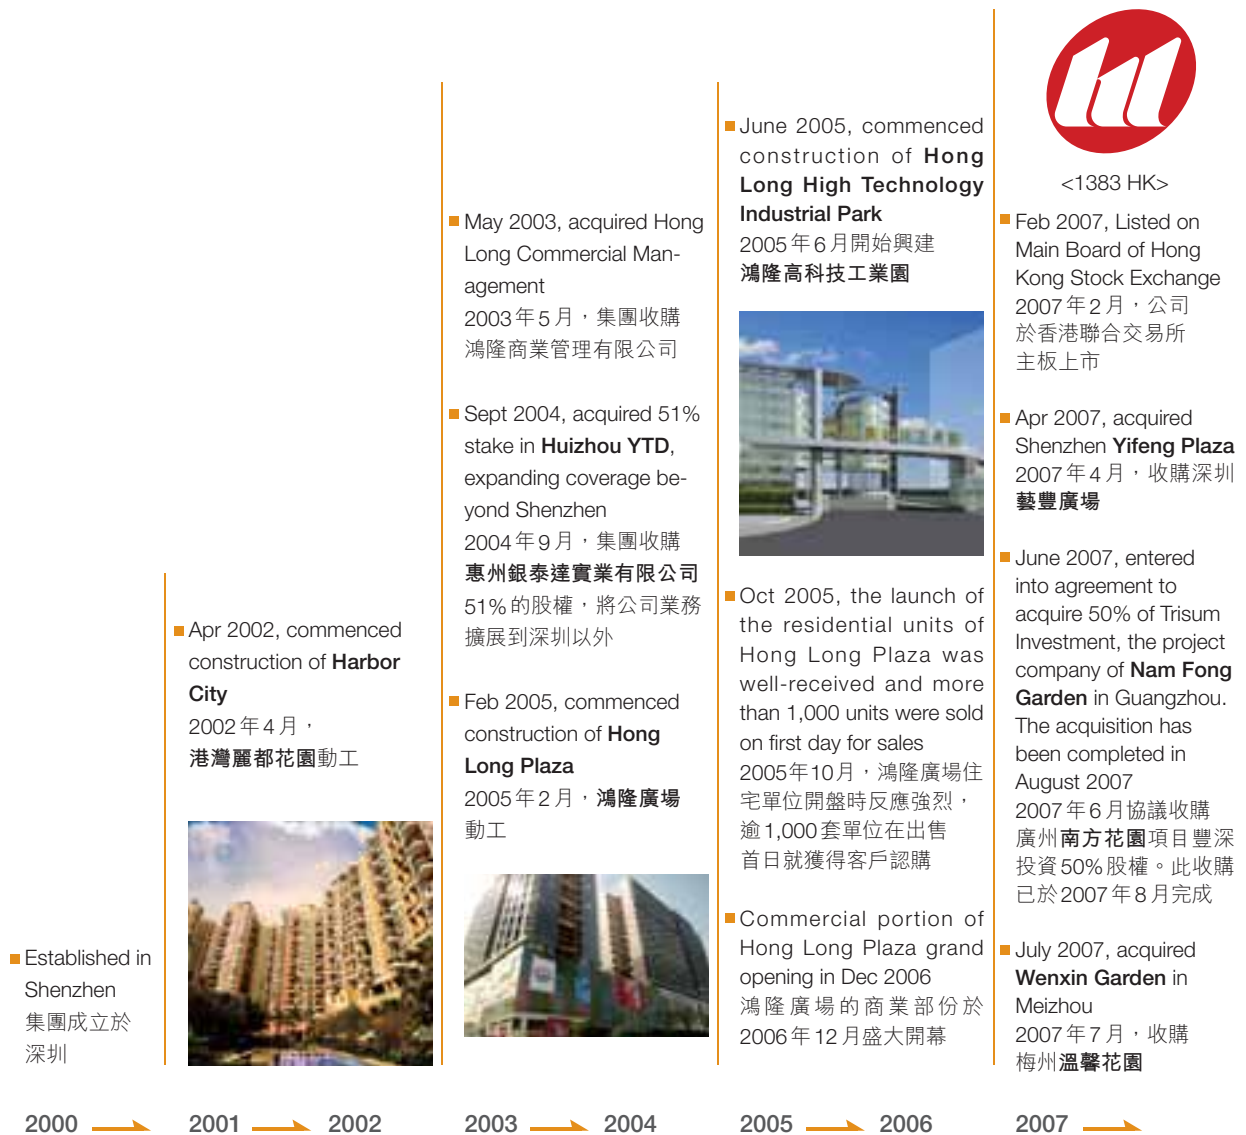 Established in
Shenzhen
集團成立於
深圳
Apr 2002, commenced
construction of Harbor
City
2002年4月，
港灣麗都花園動工
May 2003, acquired Hong
Long Commercial Man-
agement
2003年5月，集團收購
鴻隆商業管理有限公司
Sept 2004, acquired 51%
stake in Huizhou YTD,
expanding coverage be-
yond Shenzhen
2004年9月，集團收購
惠州銀泰達實業有限公司
51%的股權，將公司業務
擴展到深圳以外
Feb 2005, commenced
construction of Hong
Long Plaza
2005年2月，鴻隆廣場
動工
June 2005, commenced
construction of Hong
Long High Technology
Industrial Park
2005年6月開始興建
鴻隆高科技工業園
Oct 2005, the launch of
the residential units of
Hong Long Plaza was
well-received and more
than 1,000 units were sold
on first day for sales
2005年10月，鴻隆廣場住
宅單位開盤時反應強烈，
逾1,000套單位在出售
首日就獲得客戶認購
Commercial portion of
Hong Long Plaza grand
opening in Dec 2006
鴻隆廣場的商業部份於
2006年12月盛大開幕
<1383 HK>
Feb 2007, Listed on
Main Board of Hong
Kong Stock Exchange
2007年2月，公司
於香港聯合交易所
主板上市
Apr 2007, acquired
Shenzhen Yifeng Plaza
2007年4月，收購深圳
藝豐廣場
June 2007, entered
into agreement to
acquire 50% of Trisum
Investment, the project
company of Nam Fong
Garden in Guangzhou.
The acquisition has
been completed in
August 2007
2007年6月協議收購
廣州南方花園項目豐深
投資50%股權。此收購
已於2007年8月完成
July 2007, acquired
Wenxin Garden in
Meizhou
2007年7月，收購
梅州溫馨花園
2000 2001 2002 2003 2004 2005 2006 2007